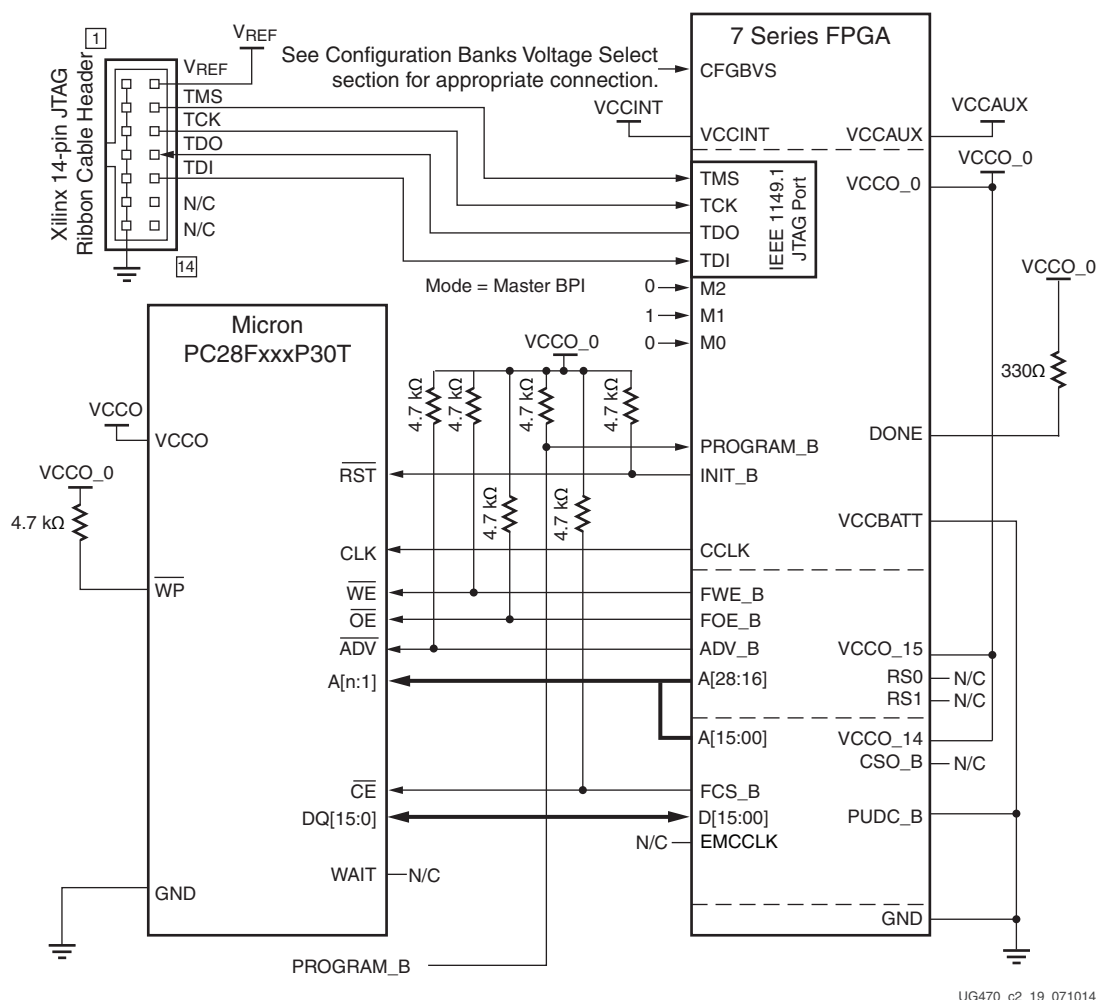 1
VREF
Xilinx 14-pin JTAG
Ribbon Cable Header
VREF
TMS
TCK
TDO
TDI
N/C
N/C
14
See Configuration Banks Voltage Select
section for appropriate connection.
VCCINT
7 Series FPGA
CFGBVS
VCCINT
VCCAUX
VCCAUX
VCCO_0
VCCO_0
TMS
TCK
TDO
TDI
IEEE 1149.1
JTAG Port
Mode = Master BPI
0
M2
1
M1
0
M0
VCCO_0
330Ω
DONE
Micron
PC28FxxxP30T
VCCO
VCCO
VCCO_0
4.7 kΩ
WP
GND
VCCO_0
4.7 kΩ
4.7 kΩ
4.7 kΩ
4.7 kΩ
4.7 kΩ
4.7 kΩ
PROGRAM_B
RST
INIT_B
CLK
CCLK
VCCBATT
WE
FWE_B
OE
FOE_B
ADV
ADV_B
VCCO_15
A[n:1]
A[28:16]
RS0
N/C
RS1
N/C
A[15:00]
VCCO_14
CSO_B
N/C
CE
FCS_B
DQ[15:0]
D[15:00]
PUDC_B
N/C
EMCCLK
WAIT
N/C
GND
PROGRAM_B
UG470_c2_19_071014